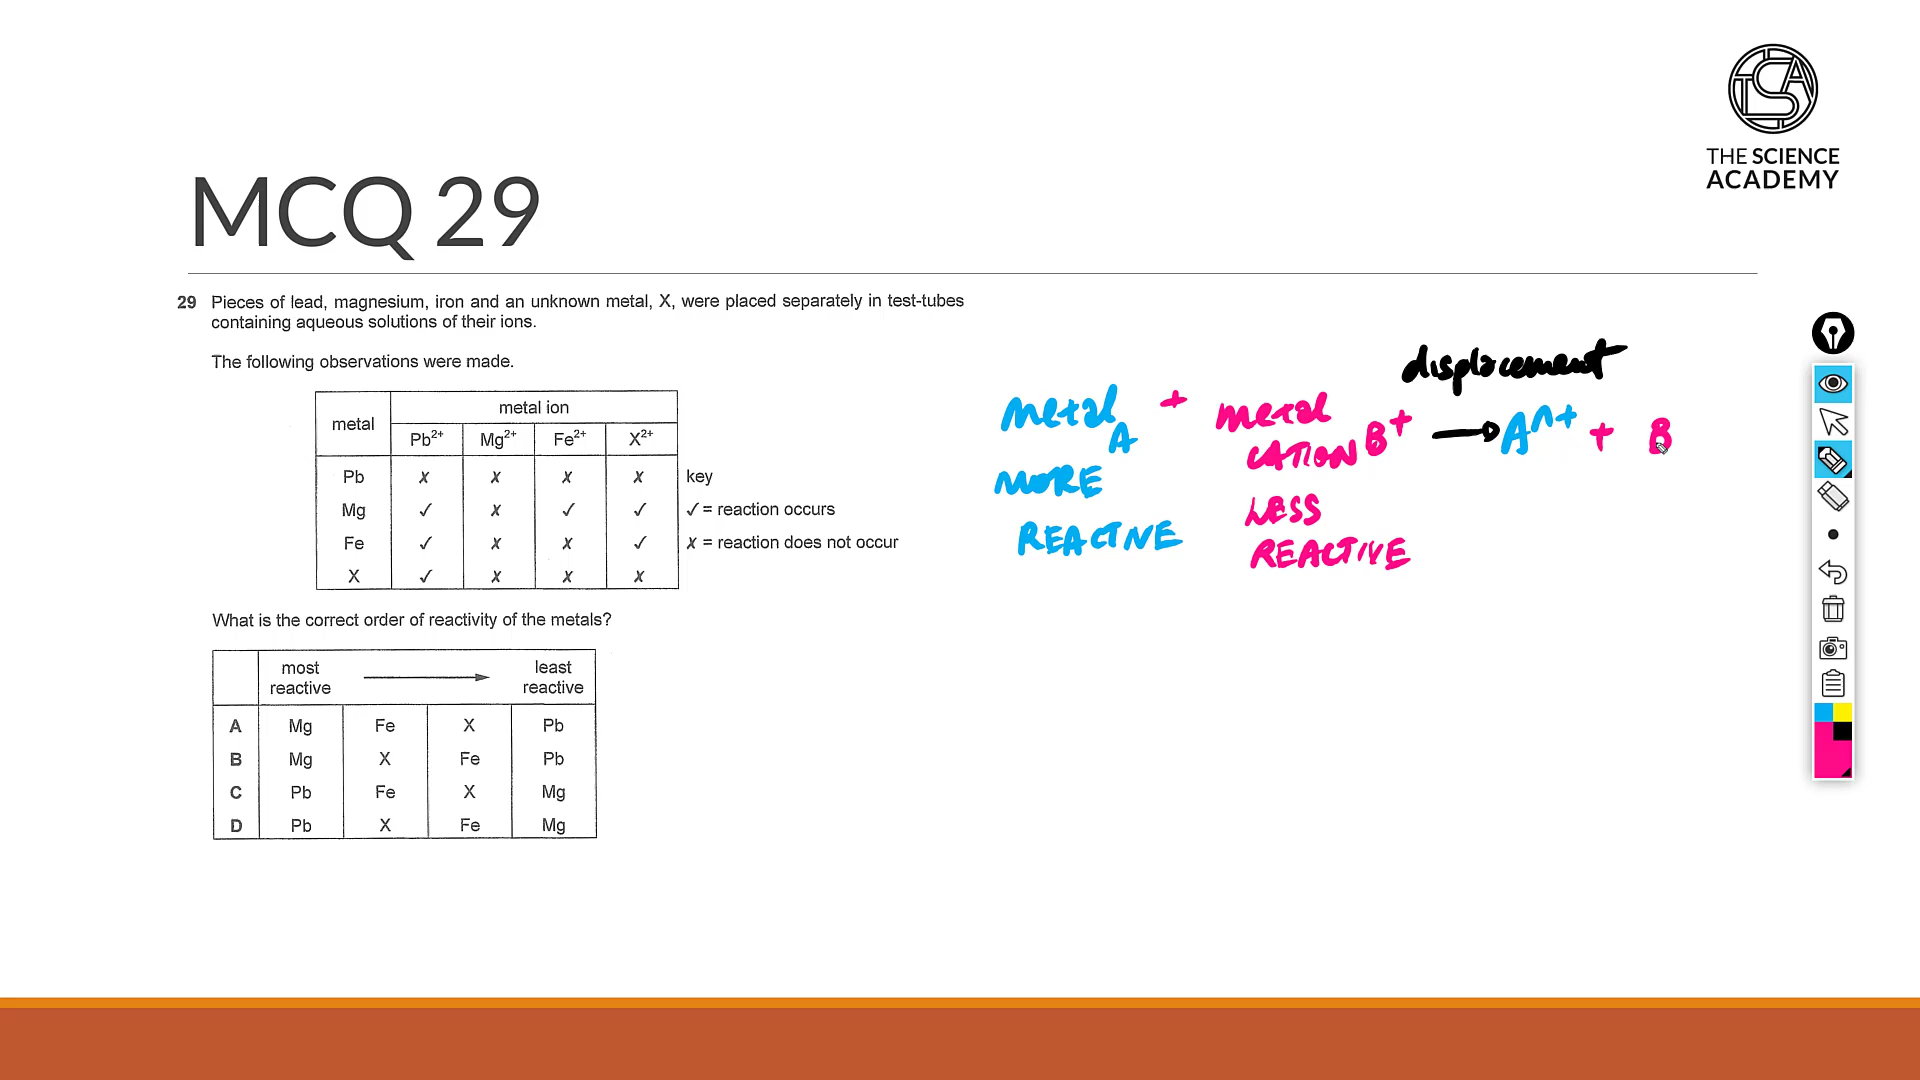 THE SCIENCE
ACADEMY
MCQ 29
29 Pieces of lead, magnesium, iron and an unknown metal, X, were placed separately in test-tubes
containing aqueous solutions of their ions.
The following observations were made.
metal metal ion
Pb²⁺ Mg²⁺ Fe²⁺ X²⁺
Pb ✗ ✗ ✗ ✗
Mg ✓ ✗ ✓ ✓
Fe ✓ ✗ ✗ ✓
X ✓ ✗ ✗ ✗
key
✓ = reaction occurs
✗ = reaction does not occur
What is the correct order of reactivity of the metals?
most reactive → least reactive
A Mg Fe X Pb
B Mg X Fe Pb
C Pb Fe X Mg
D Pb X Fe Mg
displacement
metal A + metal CATION B⁺ → Aⁿ⁺ + B
MORE
REACTIVE
LESS
REACTIVE